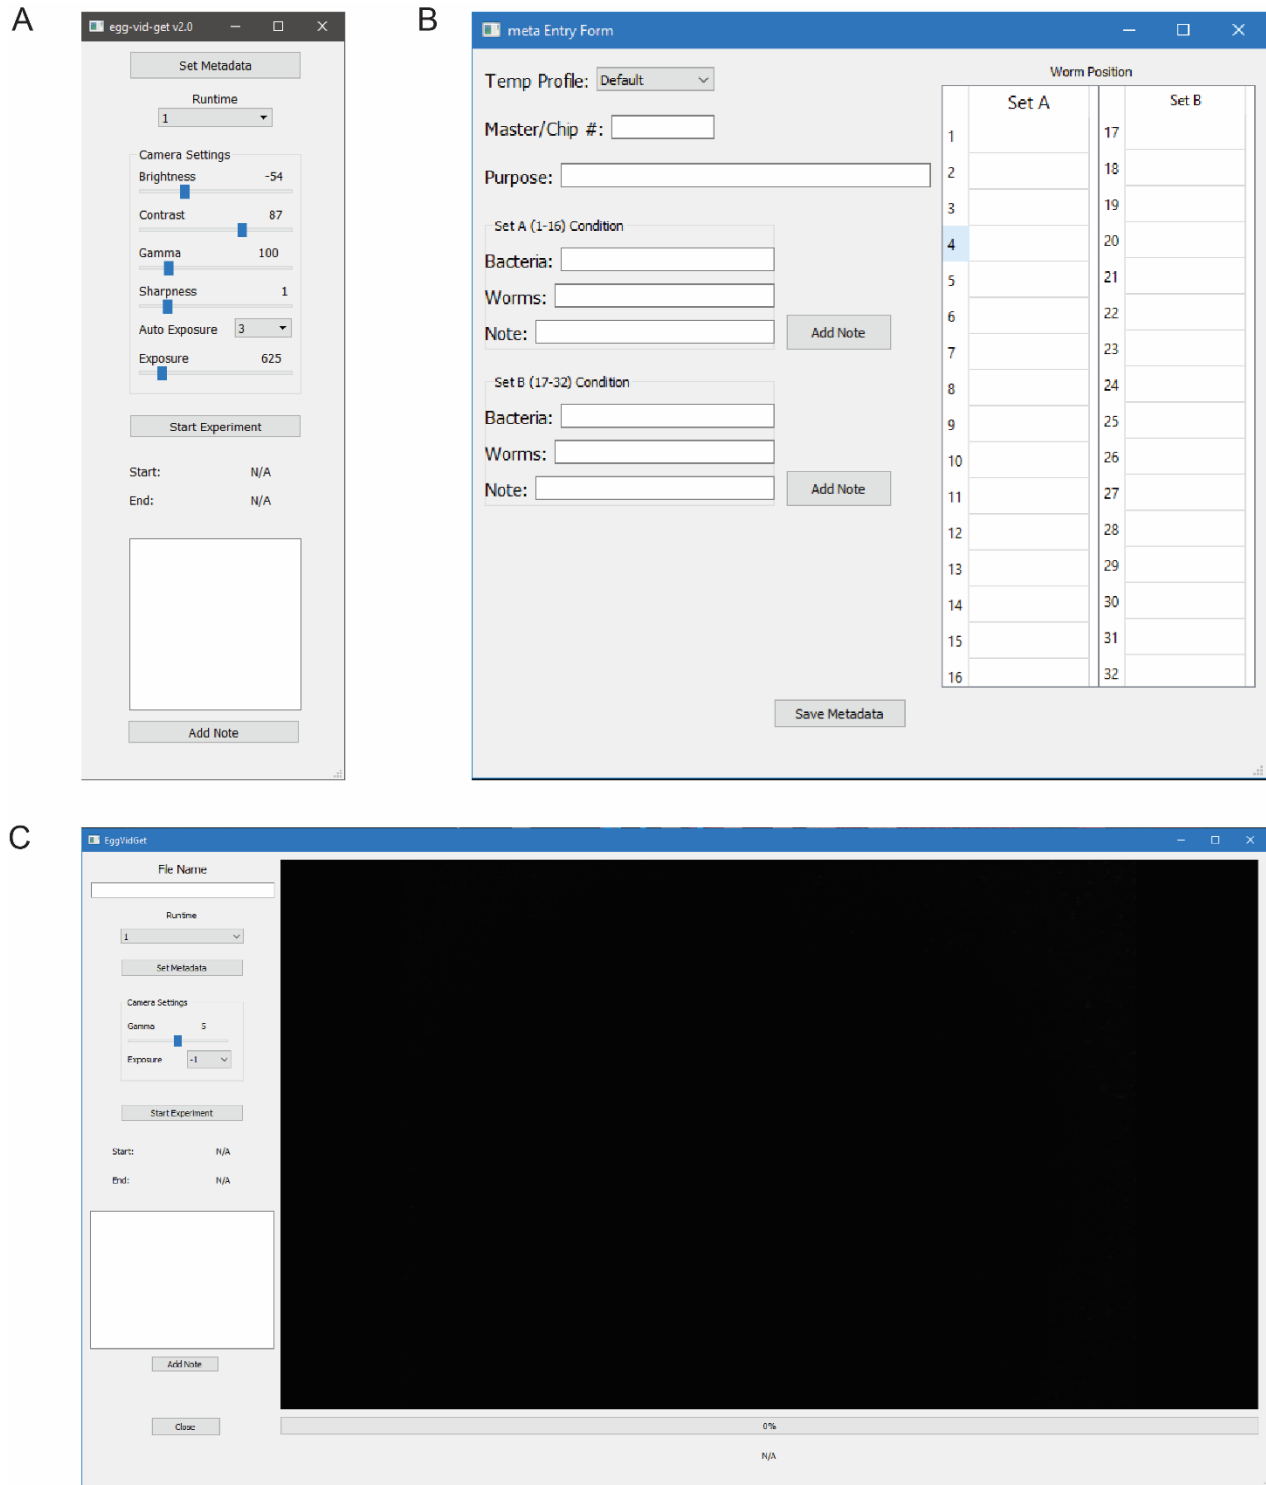 A
egg-vid-get v2.0
Set Metadata
Runtime
1
Camera Settings
Brightness -54
Contrast 87
Gamma 100
Sharpness 1
Auto Exposure 3
Exposure 625
Start Experiment
Start: N/A
End: N/A
Add Note
B
meta Entry Form
Temp Profile: Default
Master/Chip #:
Purpose:
Set A (1-16) Condition
Bacteria:
Worms:
Note: Add Note
Set B (17-32) Condition
Bacteria:
Worms:
Note: Add Note
Save Metadata
Worm Position
Set A Set B
1 17
2 18
3 19
4 20
5 21
6 22
7 23
8 24
9 25
10 26
11 27
12 28
13 29
14 30
15 31
16 32
C
EggVidGet
File Name
Runtime
1
Set Metadata
Camera Settings
Gamma 5
Exposure -1
Start Experiment
Start: N/A
End: N/A
Add Note
Close
0%
N/A